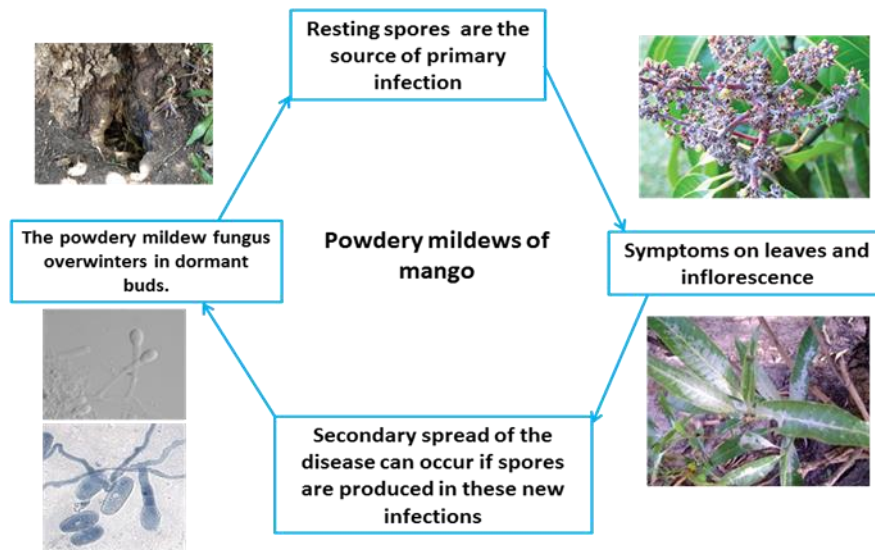 Resting spores are the
source of primary
infection
The powdery mildew fungus
overwinters in dormant
buds.
Powdery mildews of
mango
Symptoms on leaves and
inflorescence
Secondary spread of the
disease can occur if spores
are produced in these new
infections